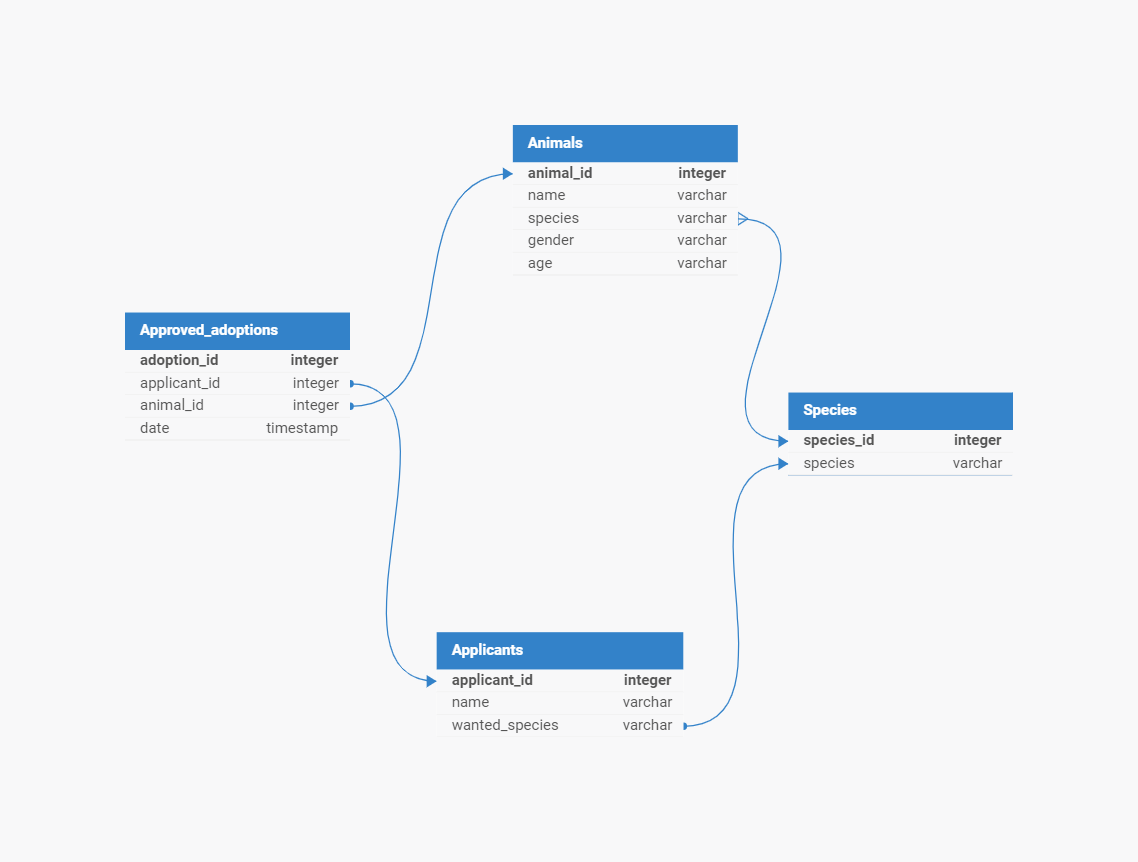 Animals
animal_id integer
name varchar
species varchar
gender varchar
age varchar
Approved_adoptions
adoption_id integer
applicant_id integer
animal_id integer
date timestamp
Species
species_id integer
species varchar
Applicants
applicant_id integer
name varchar
wanted_species varchar